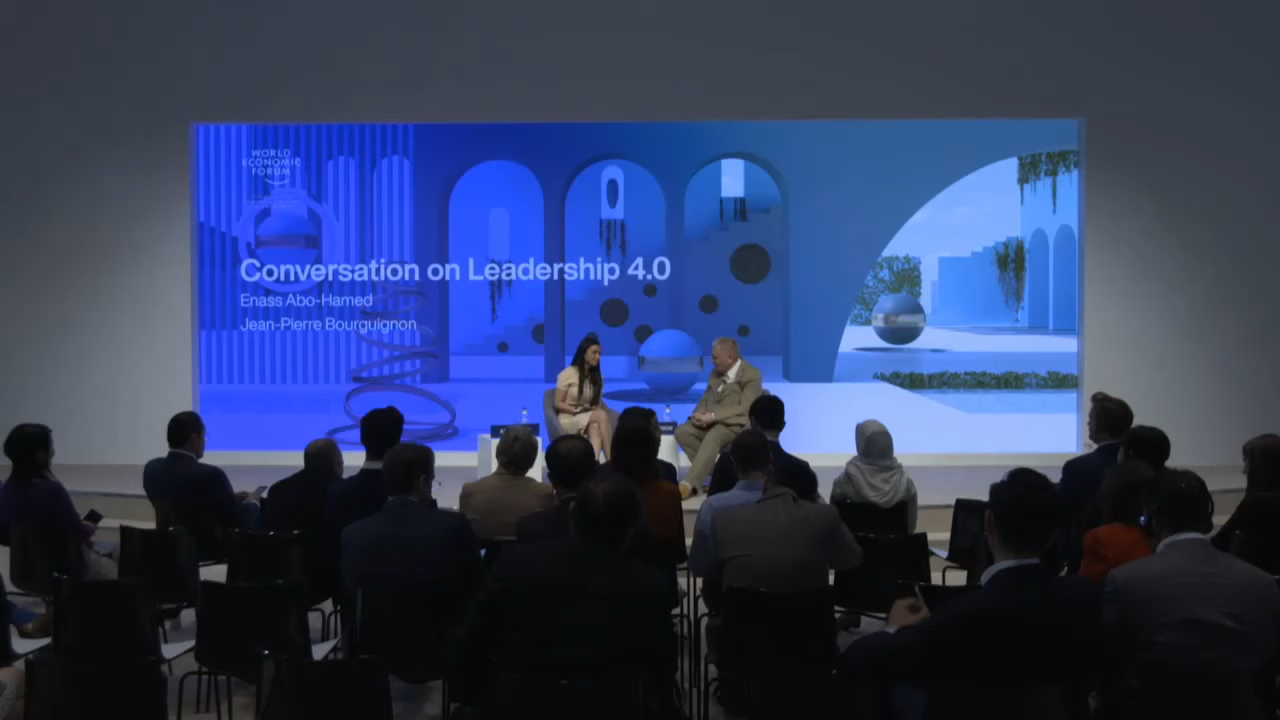 WORLD
ECONOMIC
FORUM
Conversation on Leadership 4.0
Enass Abo-Hamed
Jean-Pierre Bourguignon